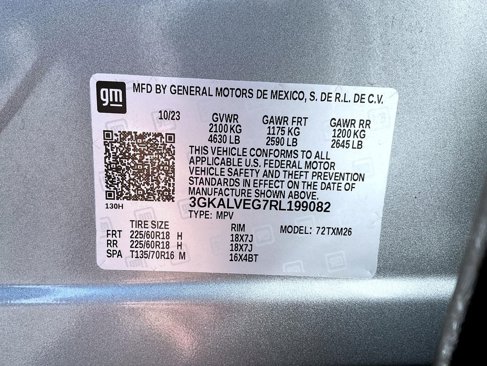 gm MFD BY GENERAL MOTORS DE MEXICO, S. DE R.L. DE C.V.
10/23 GVWR GAWR FRT GAWR RR
2100 KG 1175 KG 1200 KG
4630 LB 2590 LB 2645 LB
THIS VEHICLE CONFORMS TO ALL
APPLICABLE U.S. FEDERAL MOTOR
VEHICLE SAFETY AND THEFT PREVENTION
STANDARDS IN EFFECT ON THE DATE OF
MANUFACTURE SHOWN ABOVE.
130H 3GKALVEG7RL199082
TYPE: MPV
TIRE SIZE RIM MODEL: 72TXM26
FRT 225/60R18 H 18X7J
RR 225/60R18 H 18X7J
SPA T135/70R16 M 16X4BT